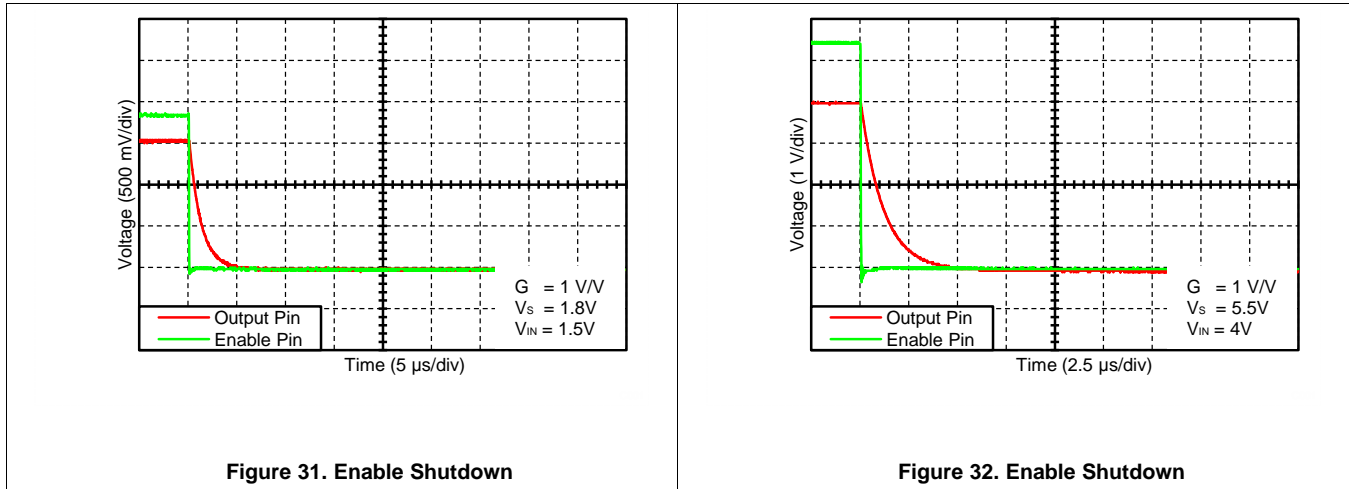 Voltage (500 mV/div)
G = 1 V/V
VS = 1.8V
VIN = 1.5V
Output Pin
Enable Pin
Time (5 µs/div)
Figure 31. Enable Shutdown
Voltage (1 V/div)
G = 1 V/V
VS = 5.5V
VIN = 4V
Output Pin
Enable Pin
Time (2.5 µs/div)
Figure 32. Enable Shutdown